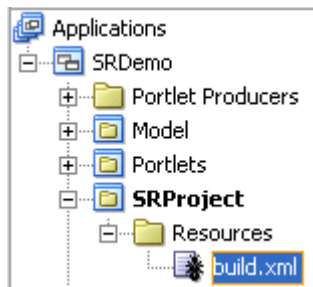 Applications
SRDemo
Portlet Producers
Model
Portlets
SRProject
Resources
build.xml